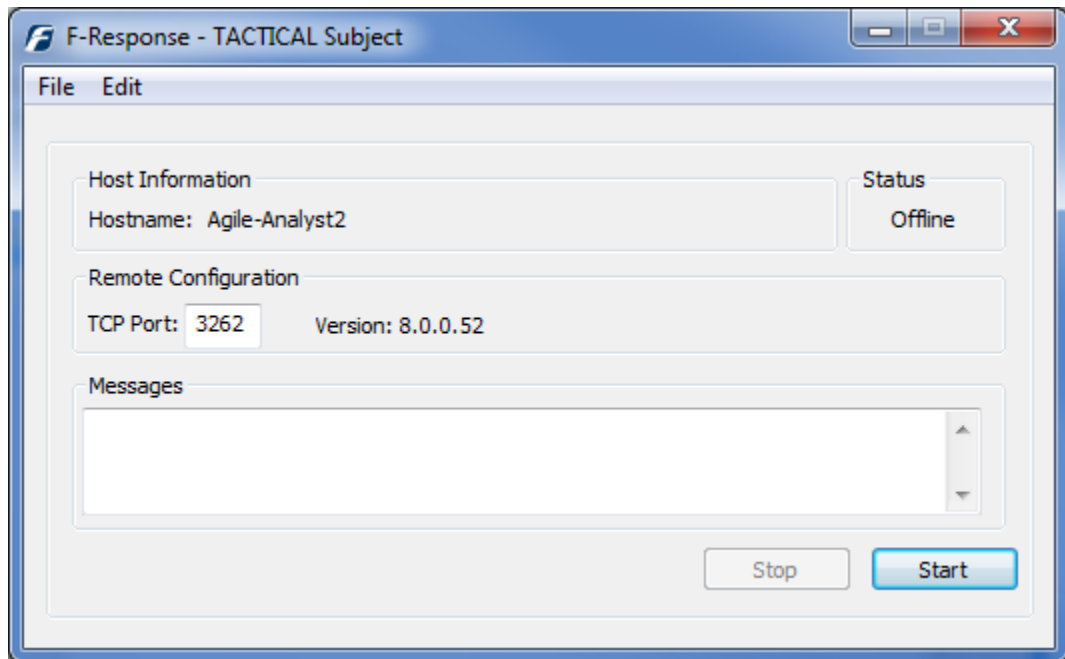 F-Response - TACTICAL Subject
File Edit
Host Information
Status
Hostname: Agile-Analyst2
Offline
Remote Configuration
TCP Port: 3262 Version: 8.0.0.52
Messages
Stop Start